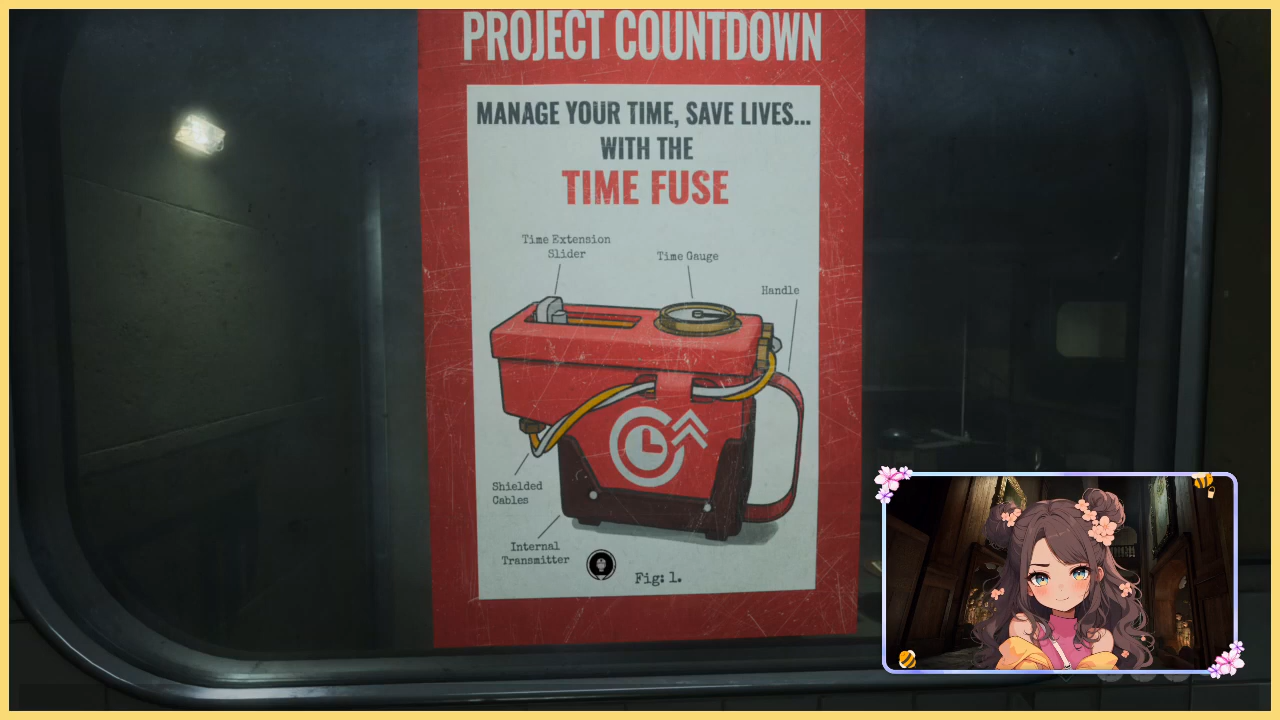 PROJECT COUNTDOWN
MANAGE YOUR TIME, SAVE LIVES...
WITH THE
TIME FUSE
Time Extension
Slider
Time Gauge
Handle
Shielded
Cables
Internal
Transmitter
Fig: 1.